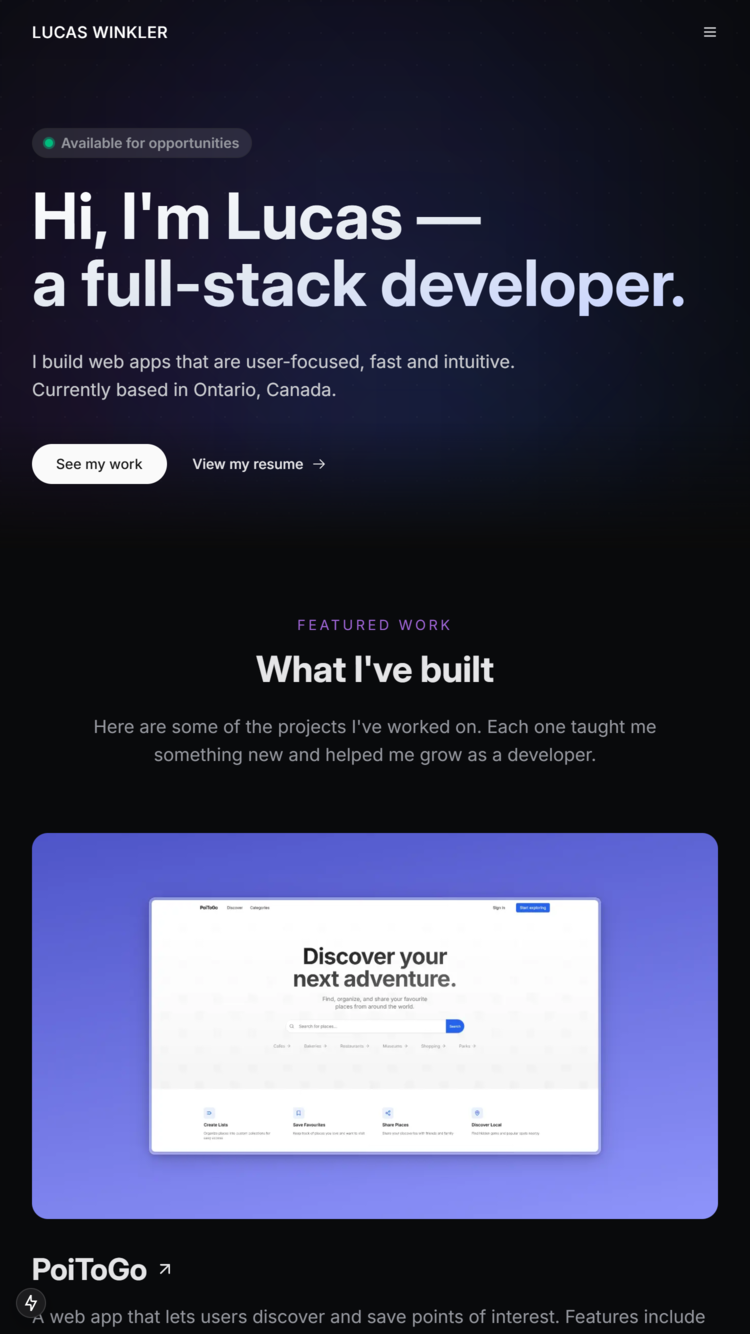 LUCAS WINKLER
Available for opportunities
Hi, I'm Lucas —
a full-stack developer.
I build web apps that are user-focused, fast and intuitive.
Currently based in Ontario, Canada.
See my work
View my resume →
FEATURED WORK
What I've built
Here are some of the projects I've worked on. Each one taught me
something new and helped me grow as a developer.
PoiToGo Discover Categories Sign in Start exploring
Discover your
next adventure.
Find, organize, and share your favourite
places from around the world.
Search for places... Search
Cafes → Bakeries → Restaurants → Museums → Shopping → Parks →
Create Lists Save Favourites Share Places Discover Local
PoiToGo
A web app that lets users discover and save points of interest. Features include